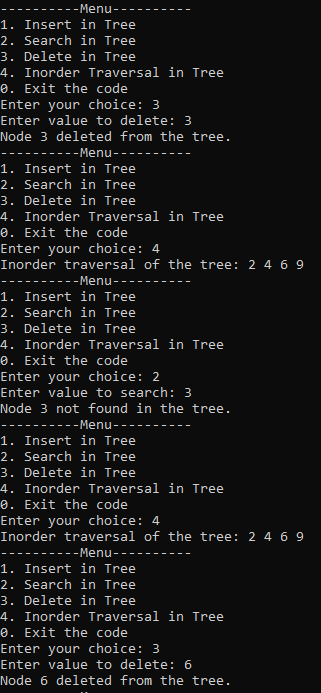 ----------Menu----------
1. Insert in Tree
2. Search in Tree
3. Delete in Tree
4. Inorder Traversal in Tree
0. Exit the code
Enter your choice: 3
Enter value to delete: 3
Node 3 deleted from the tree.
----------Menu----------
1. Insert in Tree
2. Search in Tree
3. Delete in Tree
4. Inorder Traversal in Tree
0. Exit the code
Enter your choice: 4
Inorder traversal of the tree: 2 4 6 9
----------Menu----------
1. Insert in Tree
2. Search in Tree
3. Delete in Tree
4. Inorder Traversal in Tree
0. Exit the code
Enter your choice: 2
Enter value to search: 3
Node 3 not found in the tree.
----------Menu----------
1. Insert in Tree
2. Search in Tree
3. Delete in Tree
4. Inorder Traversal in Tree
0. Exit the code
Enter your choice: 4
Inorder traversal of the tree: 2 4 6 9
----------Menu----------
1. Insert in Tree
2. Search in Tree
3. Delete in Tree
4. Inorder Traversal in Tree
0. Exit the code
Enter your choice: 3
Enter value to delete: 6
Node 6 deleted from the tree.